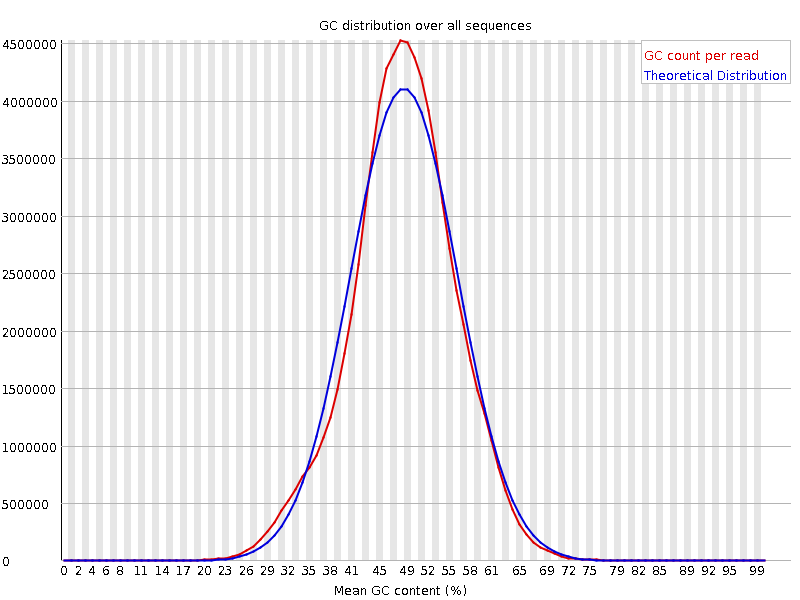 GC distribution over all sequences
GC count per read
Theoretical Distribution
4500000
4000000
3500000
3000000
2500000
2000000
1500000
1000000
500000
0
0 2 4 6 8 11 14 17 20 23 26 29 32 35 38 41 45 49 52 55 58 61 65 69 72 75 79 82 85 89 92 95 99
Mean GC content (%)